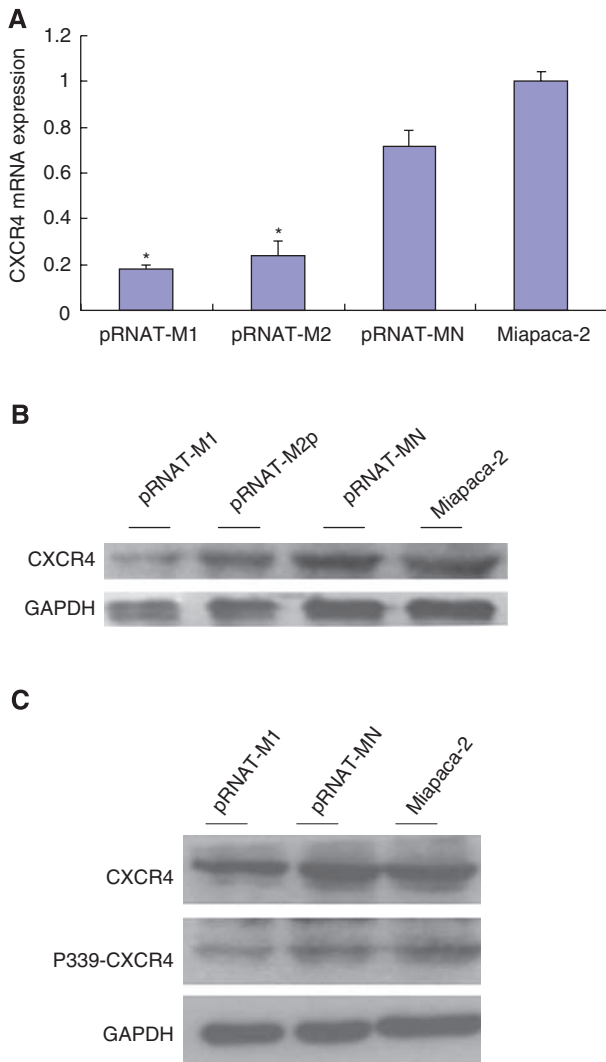 A
CXCR4 mRNA expression
1.2
1
0.8
0.6
0.4
0.2
0
*
*
pRNAT-M1 pRNAT-M2 pRNAT-MN Miapaca-2
B
pRNAT-M1 pRNAT-M2p pRNAT-MN Miapaca-2
CXCR4
GAPDH
C
pRNAT-M1 pRNAT-MN Miapaca-2
CXCR4
P339-CXCR4
GAPDH